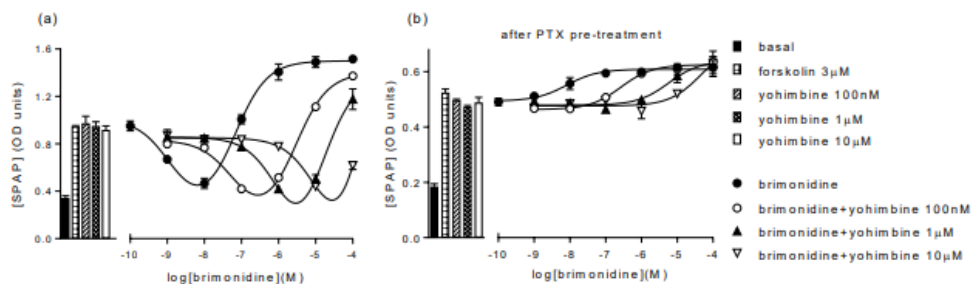 (a)
[SPAP] (OD units)
1.6
1.2
0.8
0.4
0.0
-10 -9 -8 -7 -6 -5 -4
log[brimonidine](M)
(b)
after PTX pre-treatment
[SPAP] (OD units)
0.6
0.4
0.2
0.0
-10 -9 -8 -7 -6 -5 -4
log[brimonidine](M)
basal
forskolin 3μM
yohimbine 100nM
yohimbine 1μM
yohimbine 10μM
brimonidine
brimonidine+yohimbine 100nM
brimonidine+yohimbine 1μM
brimonidine+yohimbine 10μM